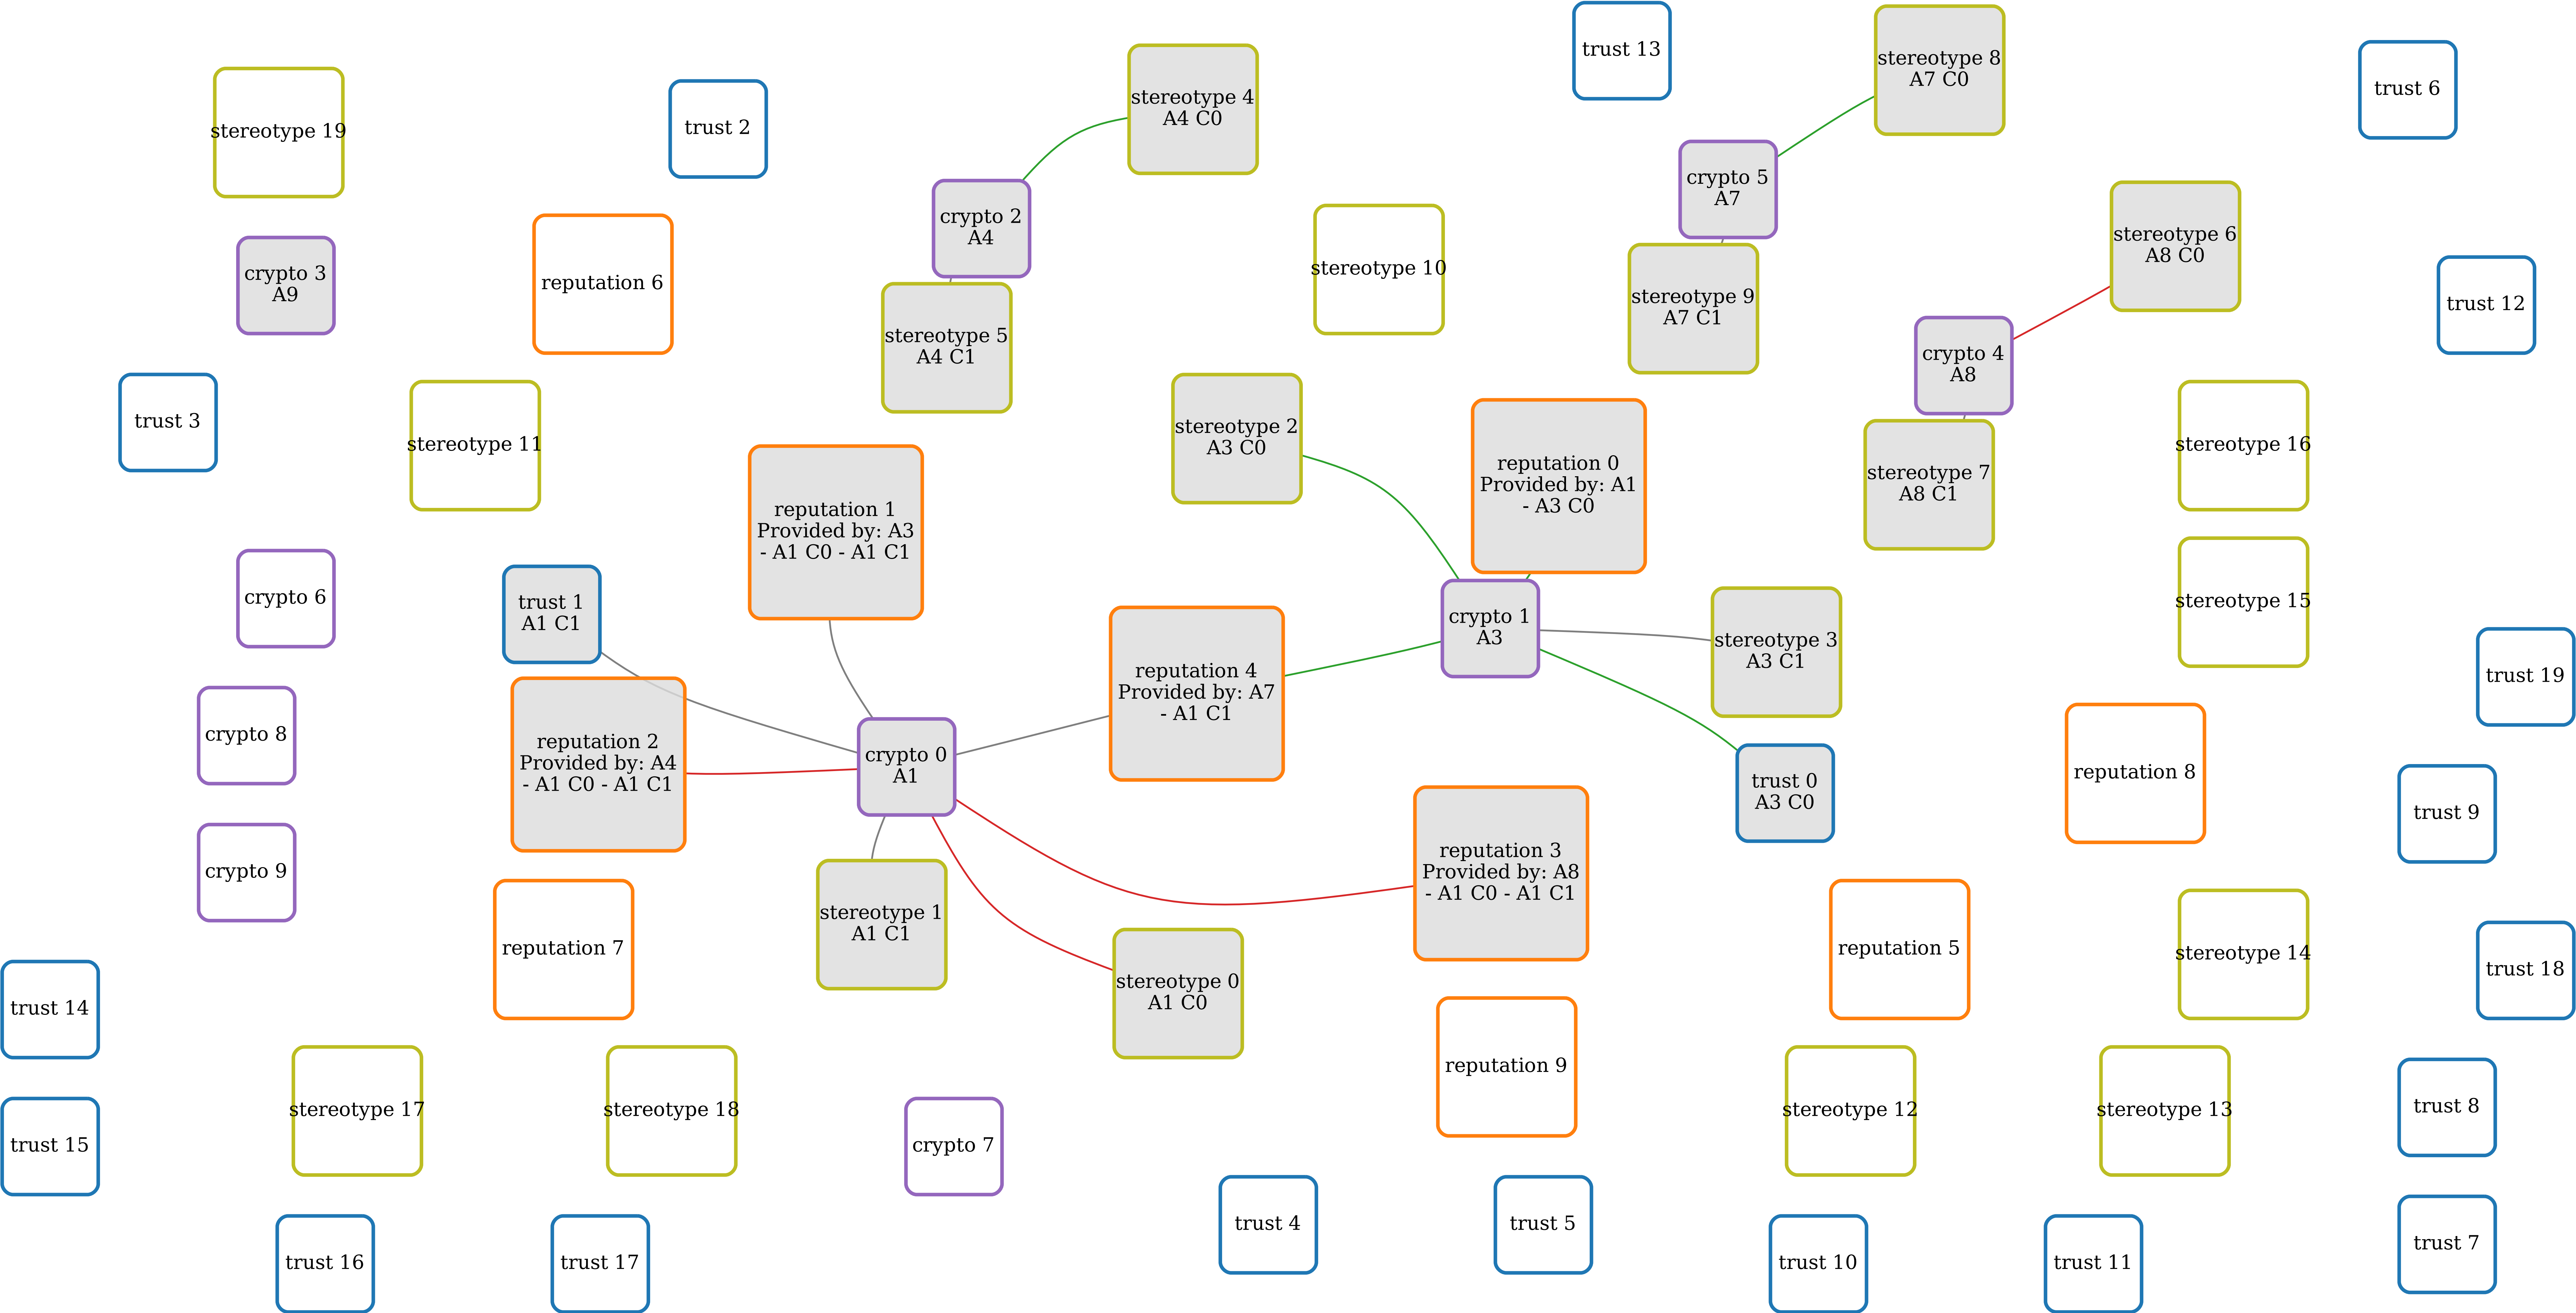 trust 13
stereotype 8
A7 C0
trust 6
stereotype 4
A4 C0
stereotype 19
trust 2
crypto 5
A7
crypto 2
A4
stereotype 6
A8 C0
stereotype 10
crypto 3
A9
reputation 6
stereotype 9
A7 C1
trust 12
stereotype 5
A4 C1
crypto 4
A8
trust 3
stereotype 11
stereotype 2
A3 C0
reputation 0
Provided by: A1
- A3 C0
stereotype 7
A8 C1
stereotype 16
reputation 1
Provided by: A3
- A1 C0 - A1 C1
crypto 6
trust 1
A1 C1
crypto 1
A3
stereotype 15
reputation 4
Provided by: A7
- A1 C1
stereotype 3
A3 C1
trust 19
crypto 8
reputation 2
Provided by: A4
- A1 C0 - A1 C1
crypto 0
A1
trust 0
A3 C0
reputation 8
trust 9
crypto 9
stereotype 1
A1 C1
reputation 3
Provided by: A8
- A1 C0 - A1 C1
reputation 7
stereotype 0
A1 C0
reputation 5
stereotype 14
trust 18
trust 14
reputation 9
stereotype 17
stereotype 18
stereotype 12
stereotype 13
trust 8
trust 15
crypto 7
trust 4
trust 5
trust 7
trust 16
trust 17
trust 10
trust 11